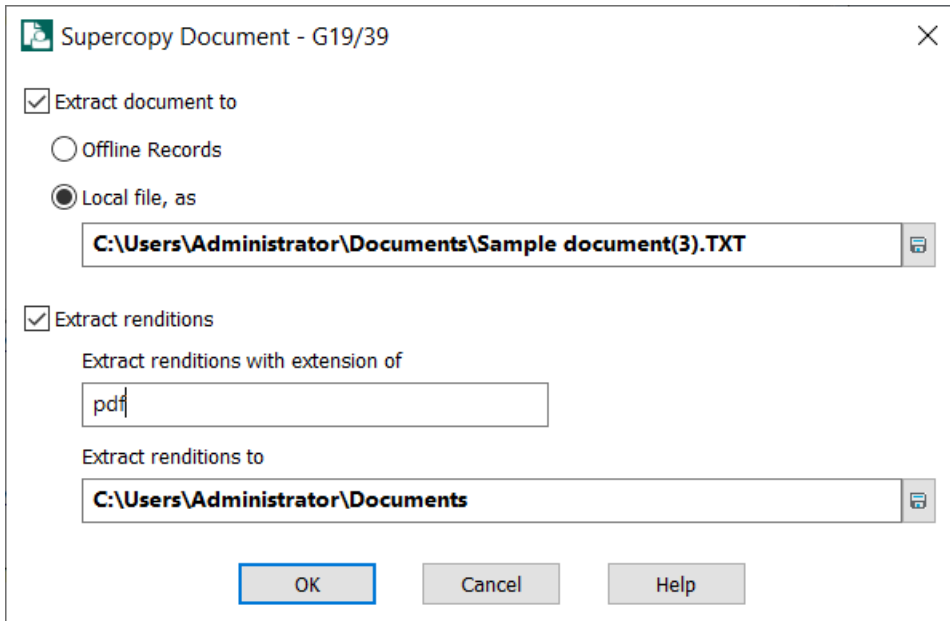 Supercopy Document - G19/39
Extract document to
Offline Records
Local file, as
C:\Users\Administrator\Documents\Sample document(3).TXT
Extract renditions
Extract renditions with extension of
pdf
Extract renditions to
C:\Users\Administrator\Documents
OK Cancel Help